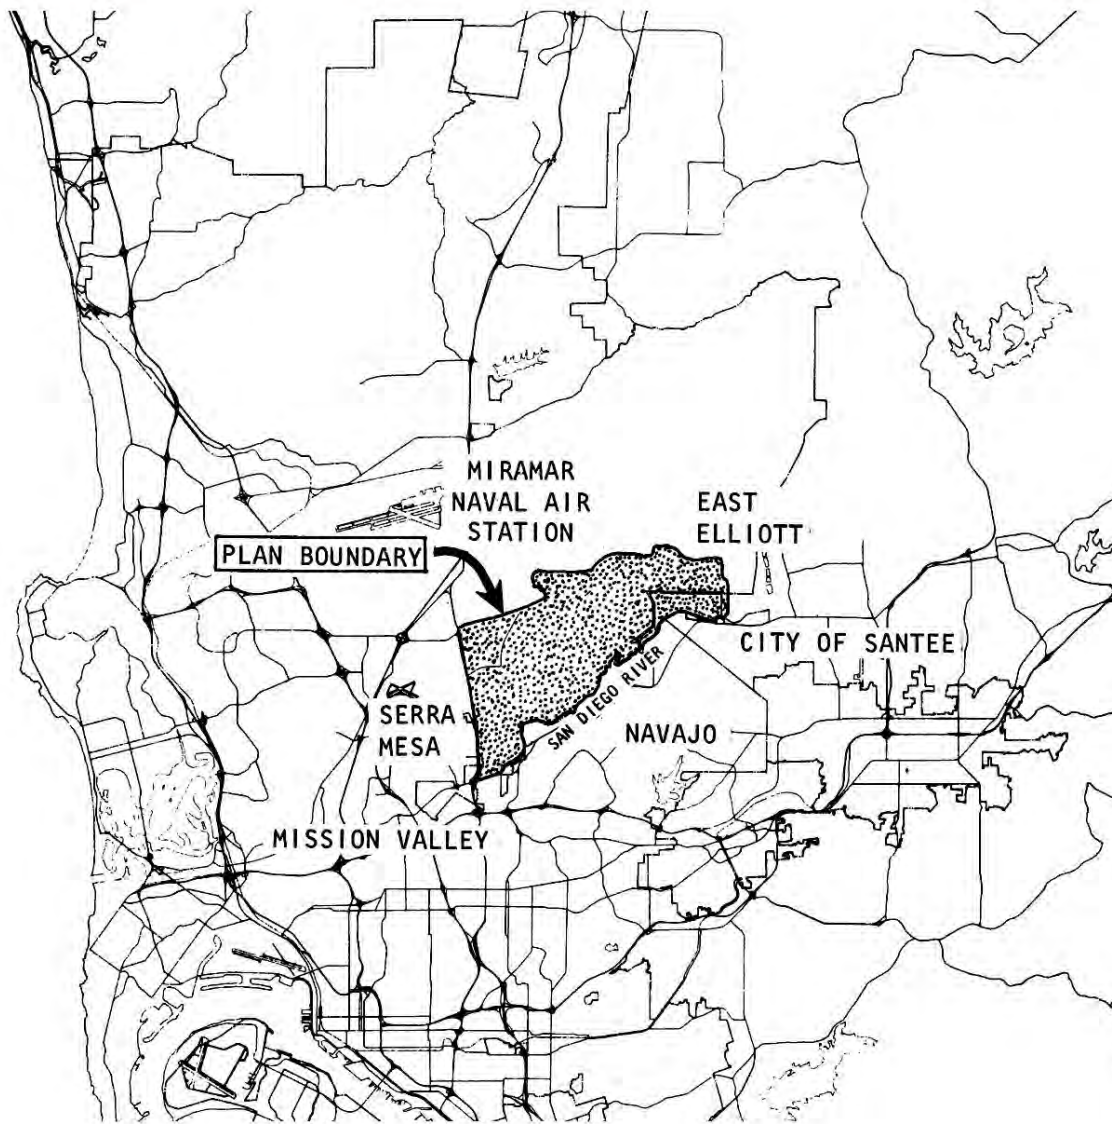 MIRAMAR
NAVAL AIR
STATION
EAST
ELLIOTT
PLAN BOUNDARY
CITY OF SANTEE
SAN DIEGO RIVER
SERRA
MESA
NAVAJO
MISSION VALLEY